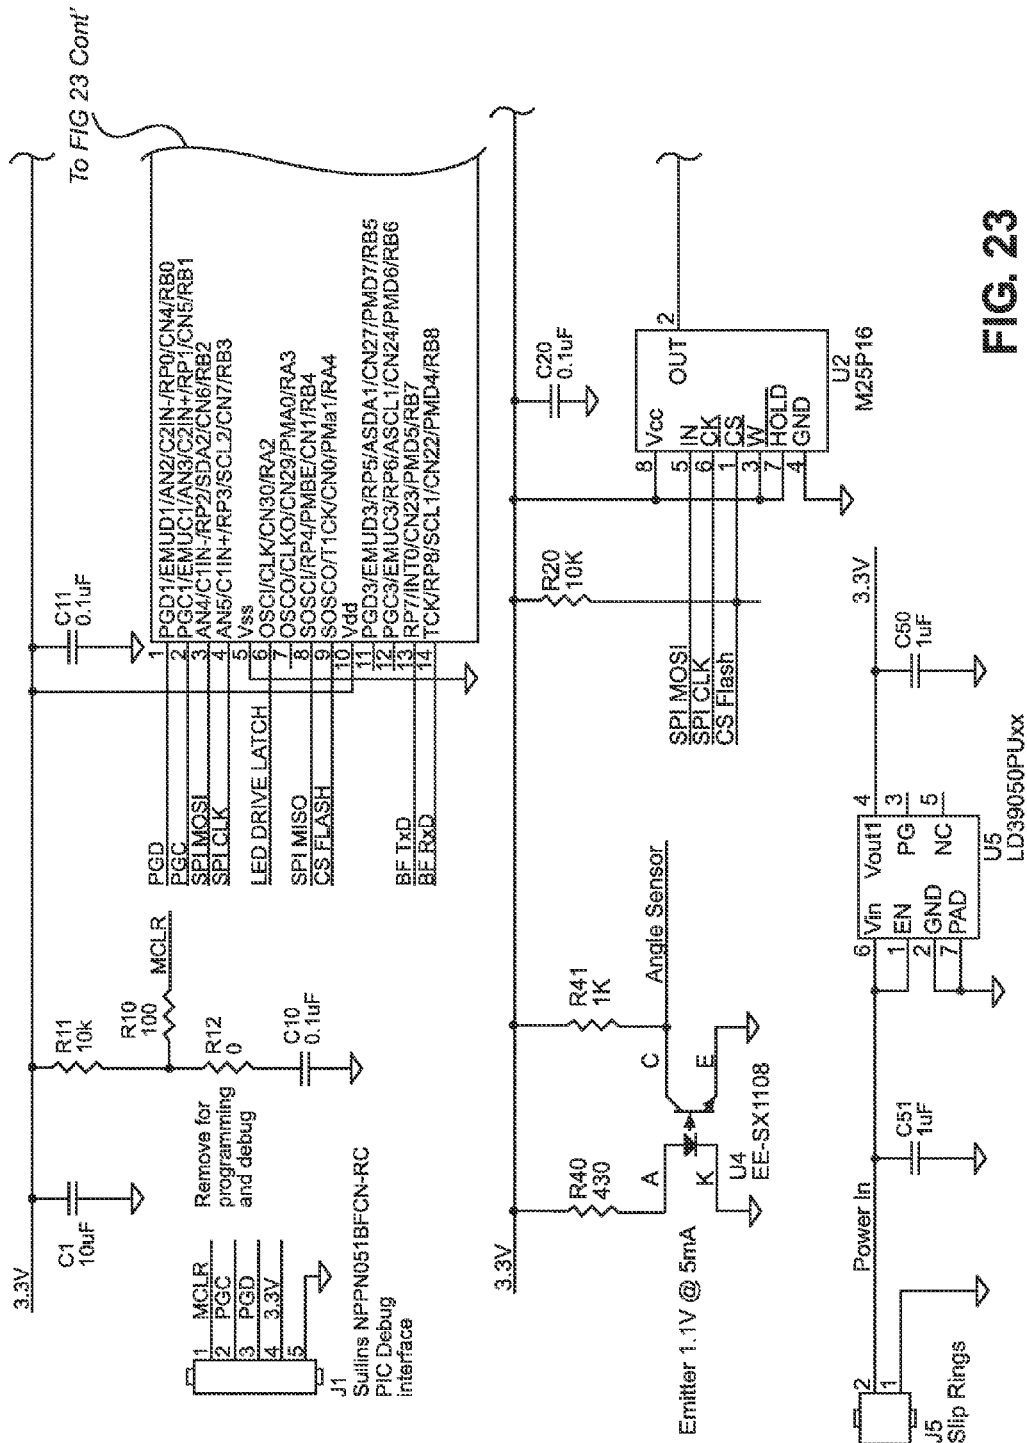 To FIG 23 Cont'
3.3V
C1
10uF
R11
10k
R10
100
MCLR
R12
0
C10
0.1uF
Remove for
programming
and debug
C11
0.1uF
1
MCLR
2
PGC
3
PGD
4
3.3V
5
J1
Sullins NPPN051BFCN-RC
PIC Debug
interface
PGD
PGC
SPI MOSI
SPI CLK
LED DRIVE LATCH
SPI MISO
CS FLASH
BF TxD
BF RxD
1 PGD1/EMUD1/AN2/C2IN-/RP0/CN4/RB0
2 PGC1/EMUC1/AN3/C2IN+/RP1/CN5/RB1
3 AN4/C1IN-/RP2/SDA2/CN6/RB2
4 AN5/C1IN+/RP3/SCL2/CN7/RB3
5 Vss
6 OSCI/CLK/CN30/RA2
7 OSCO/CLKO/CN29/PMA0/RA3
8 SOSCI/RP4/PMBE/CN1/RB4
9 SOSCO/T1CK/CN0/PMa1/RA4
10 Vdd
11 PGD3/EMUD3/RP5/ASDA1/CN27/PMD7/RB5
12 PGC3/EMUC3/RP6/ASCL1/CN24/PMD6/RB6
13 RP7/INT0/CN23/PMD5/RB7
14 TCK/RP8/SCL1/CN22/PMD4/RB8
3.3V
R40
430
R41
1K
Angle Sensor
A
K
C
E
U4
EE-SX1108
Emitter 1.1V @ 5mA
R20
10K
C20
0.1uF
SPI MOSI
SPI CLK
CS Flash
8 Vcc
5 IN
6 CK
1 CS
3 W
7 HOLD
4 GND
OUT 2
U2
M25P16
2
1
J5
Slip Rings
Power In
C51
1uF
6 Vin
1 EN
2 GND
7 PAD
Vout1 4
PG 3
NC 5
U5
LD39050PUxx
3.3V
C50
1uF
FIG. 23